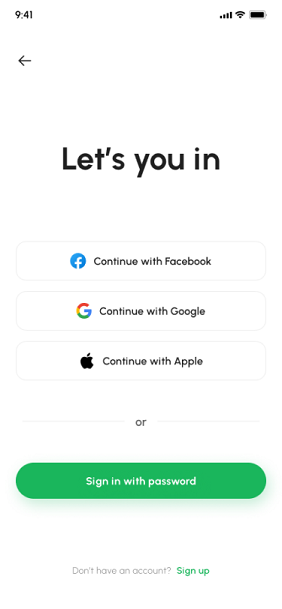 9:41
Let's you in
Continue with Facebook
Continue with Google
Continue with Apple
or
Sign in with password
Don't have an account? Sign up